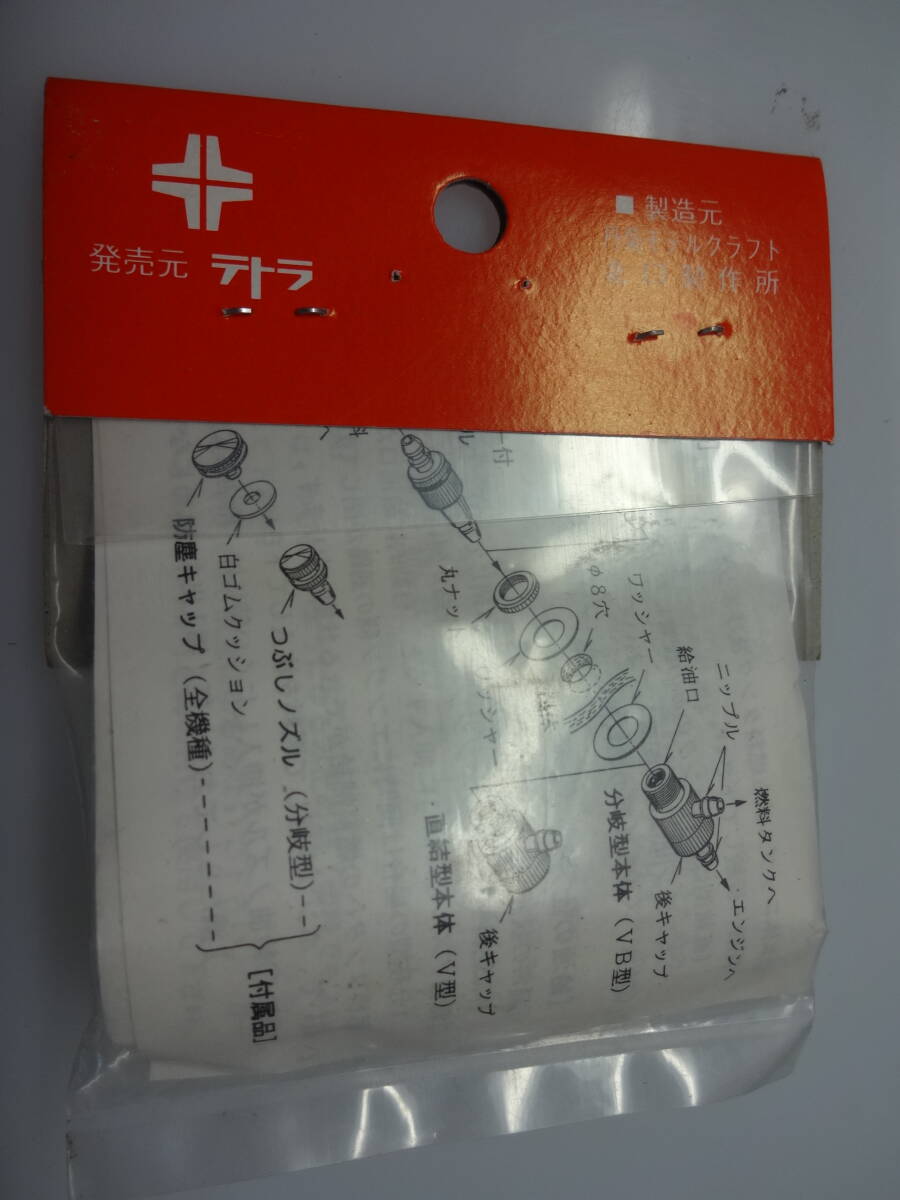 発売元 テトラ
■ 製造元
ルクラフト
作所
付
ル
防塵キャップ(全機種)
白ゴムクッション
つぶしノズル(分岐型)
[付属品]
丸ナット
φ8穴
ワッシャー
給油口
ニップル
燃料タンクへ
・エンジンへ
後キャップ
分岐型本体(VB型)
後キャップ
・直結型本体(V型)